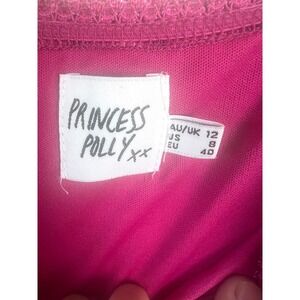 PRINCESS
POLLY xx
AU/UK 12
US 8
EU 40